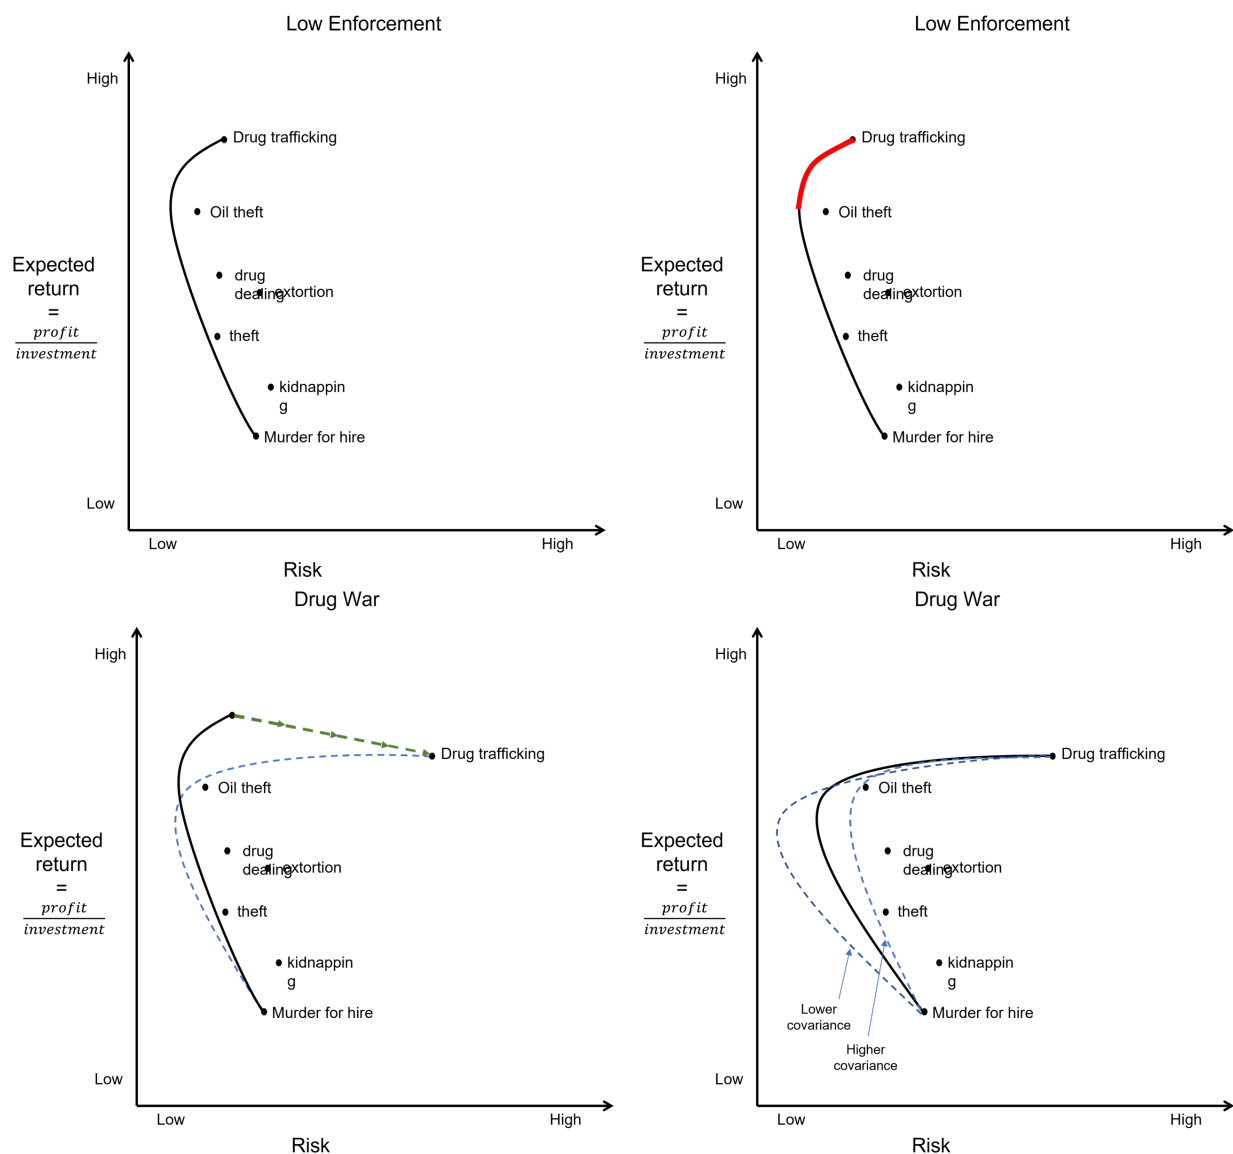 Low Enforcement
High
Drug trafficking
Oil theft
drug
dealing
extortion
Expected
return
=
profit
investment
theft
kidnappin
g
Murder for hire
Low
Low
High
Risk
Low Enforcement
High
Drug trafficking
Oil theft
drug
dealing
extortion
Expected
return
=
profit
investment
theft
kidnappin
g
Murder for hire
Low
Low
High
Risk
Drug War
High
Drug trafficking
Oil theft
drug
dealing
extortion
Expected
return
=
profit
investment
theft
kidnappin
g
Murder for hire
Low
Low
High
Risk
Drug War
High
Drug trafficking
Oil theft
drug
dealing
extortion
Expected
return
=
profit
investment
theft
kidnappin
g
Murder for hire
Lower
covariance
Higher
covariance
Low
Low
High
Risk